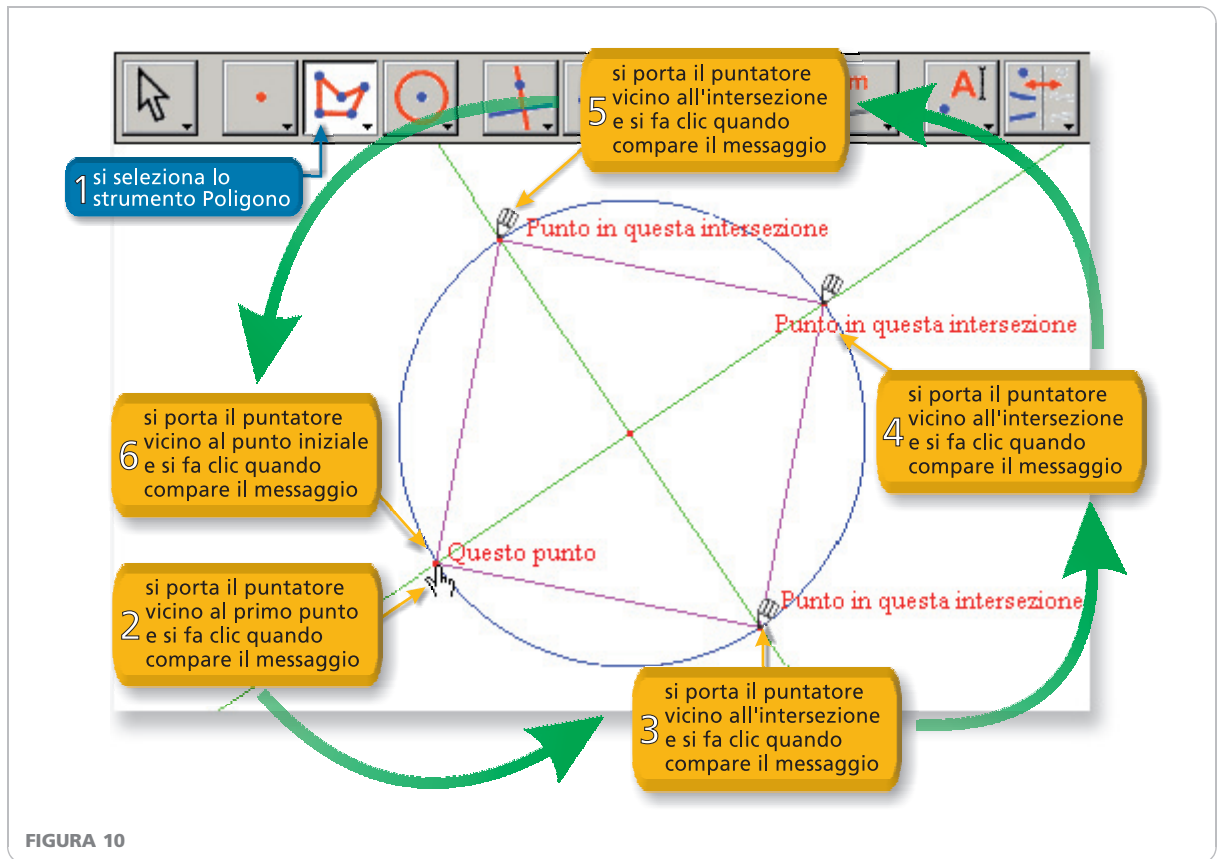 5 si porta il puntatore
vicino all'intersezione
e si fa clic quando
compare il messaggio
m
A
1 si seleziona lo
strumento Poligono
Punto in questa intersezione
Punto in questa intersezione
4 si porta il puntatore
vicino all'intersezione
e si fa clic quando
compare il messaggio
6 si porta il puntatore
vicino al punto iniziale
e si fa clic quando
compare il messaggio
Questo punto
2 si porta il puntatore
vicino al primo punto
e si fa clic quando
compare il messaggio
Punto in questa intersezione
3 si porta il puntatore
vicino all'intersezione
e si fa clic quando
compare il messaggio
FIGURA 10